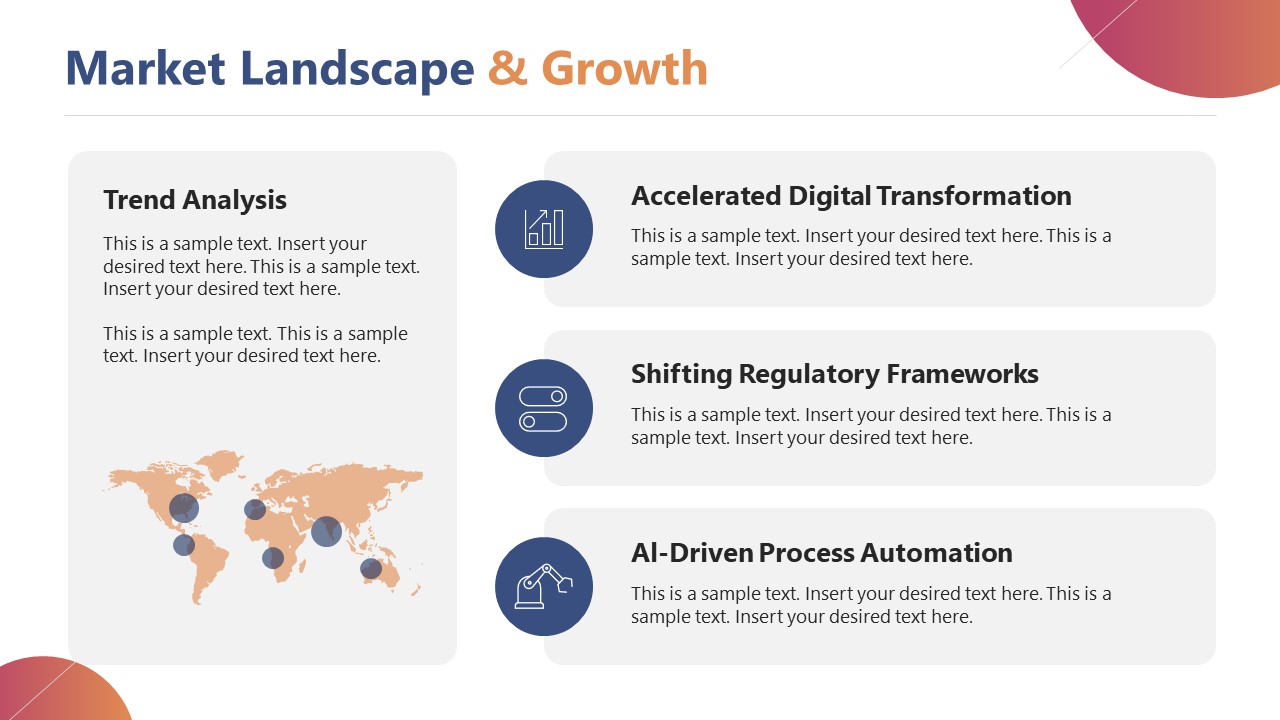 Market Landscape & Growth
Trend Analysis
This is a sample text. Insert your
desired text here. This is a sample text.
Insert your desired text here.
This is a sample text. This is a sample
text. Insert your desired text here.
Accelerated Digital Transformation
This is a sample text. Insert your desired text here. This is a
sample text. Insert your desired text here.
Shifting Regulatory Frameworks
This is a sample text. Insert your desired text here. This is a
sample text. Insert your desired text here.
Al-Driven Process Automation
This is a sample text. Insert your desired text here. This is a
sample text. Insert your desired text here.